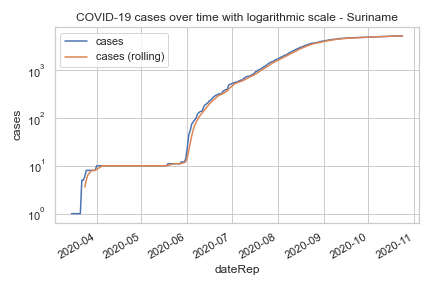 COVID-19 cases over time with logarithmic scale - Suriname
cases
cases (rolling)
10³
10²
10¹
10⁰
cases
2020-04
2020-05
2020-06
2020-07
2020-08
2020-09
2020-10
2020-11
dateRep